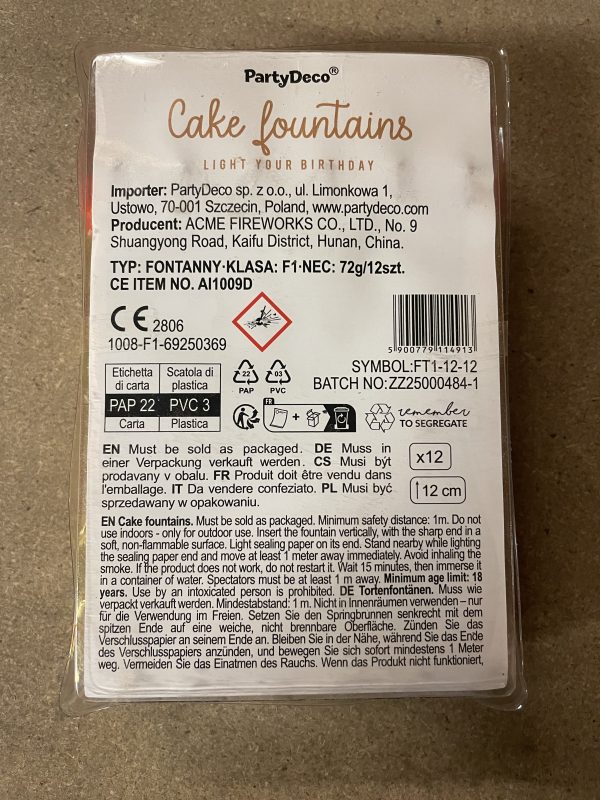 PartyDeco®
Cake fountains
LIGHT YOUR BIRTHDAY
Importer: PartyDeco sp. z o.o., ul. Limonkowa 1,
Ustowo, 70-001 Szczecin, Poland, www.partydeco.com
Producent: ACME FIREWORKS CO., LTD., No. 9
Shuangyong Road, Kaifu District, Hunan, China.
TYP: FONTANNY·KLASA: F1·NEC: 72g/12szt.
CE ITEM NO. AI1009D
CE 2806
1008-F1-69250369
5 900779 114913
SYMBOL:FT1-12-12
BATCH NO:ZZ25000484-1
Etichetta di carta
Scatola di plastica
PAP 22 PVC 3
Carta Plastica
22
PAP
03
PVC
FR
+
remember
TO SEGREGATE
EN Must be sold as packaged. DE Muss in
einer Verpackung verkauft werden. CS Musí být
prodavany v obalu. FR Produit doit être vendu dans
l'emballage. IT Da vendere confeziato. PL Musi być
sprzedawany w opakowaniu.
x12
12 cm
EN Cake fountains. Must be sold as packaged. Minimum safety distance: 1m. Do not
use indoors - only for outdoor use. Insert the fountain vertically, with the sharp end in a
soft, non-flammable surface. Light sealing paper on its end. Stand nearby while lighting
the sealing paper end and move at least 1 meter away immediately. Avoid inhaling the
smoke. If the product does not work, do not restart it. Wait 15 minutes, then immerse it
in a container of water. Spectators must be at least 1 m away. Minimum age limit: 18
years. Use by an intoxicated person is prohibited. DE Tortenfontänen. Muss wie
verpackt verkauft werden. Mindestabstand: 1 m. Nicht in Innenräumen verwenden – nur
für die Verwendung im Freien. Setzen Sie den Springbrunnen senkrecht mit dem
spitzen Ende auf eine weiche, nicht brennbare Oberfläche. Zünden Sie das
Verschlusspapier an seinem Ende an. Bleiben Sie in der Nähe, während Sie das Ende
des Verschlusspapiers anzünden, und bewegen Sie sich sofort mindestens 1 Meter
weg. Vermeiden Sie das Einatmen des Rauchs. Wenn das Produkt nicht funktioniert,